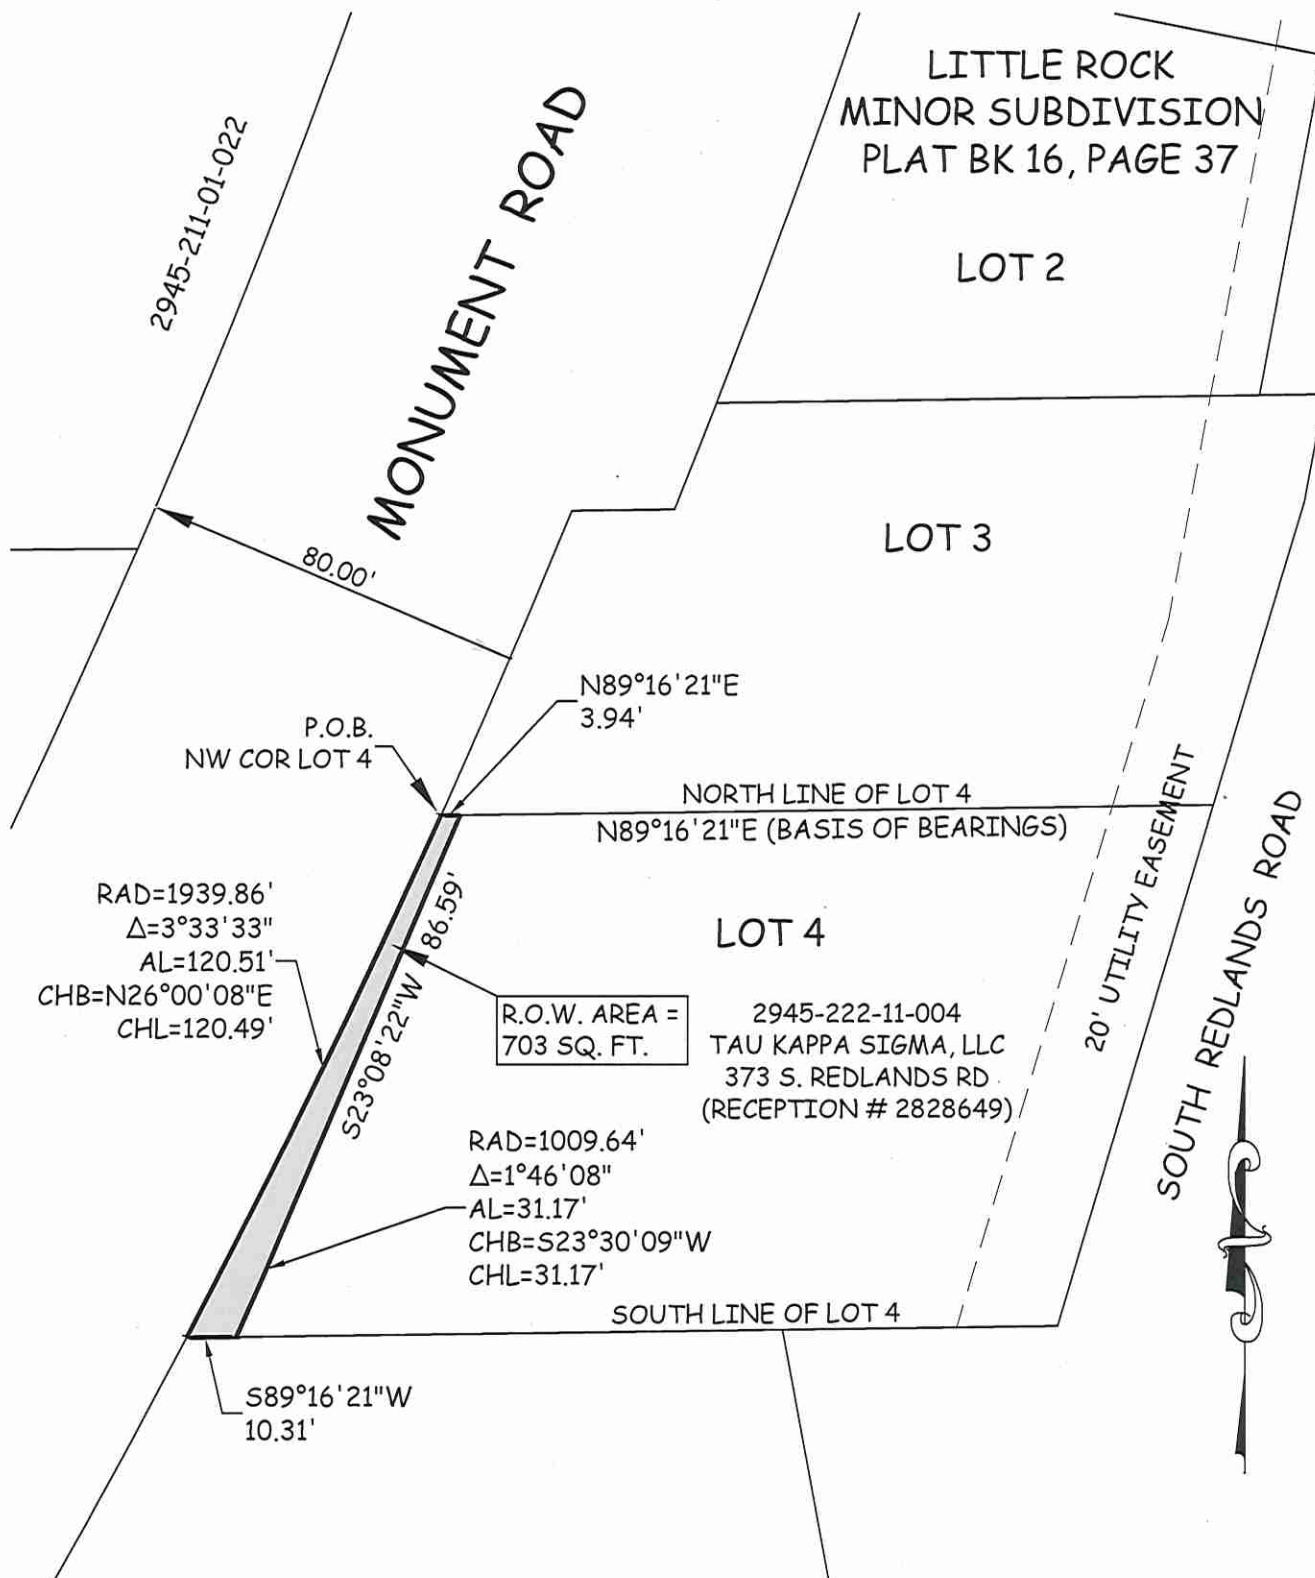 LITTLE ROCK
MINOR SUBDIVISION
PLAT BK 16, PAGE 37
LOT 2
2945-211-01-022
MONUMENT ROAD
LOT 3
80.00'
N89°16'21"E
3.94'
P.O.B.
NW COR LOT 4
NORTH LINE OF LOT 4
N89°16'21"E (BASIS OF BEARINGS)
20' UTILITY EASEMENT
SOUTH REDLANDS ROAD
RAD=1939.86'
Δ=3°33'33"
AL=120.51'
CHB=N26°00'08"E
CHL=120.49'
S23°08'22"W 86.59'
LOT 4
R.O.W. AREA =
703 SQ. FT.
2945-222-11-004
TAU KAPPA SIGMA, LLC
373 S. REDLANDS RD
(RECEPTION # 2828649)
RAD=1009.64'
Δ=1°46'08"
AL=31.17'
CHB=S23°30'09"W
CHL=31.17'
SOUTH LINE OF LOT 4
S89°16'21"W
10.31'